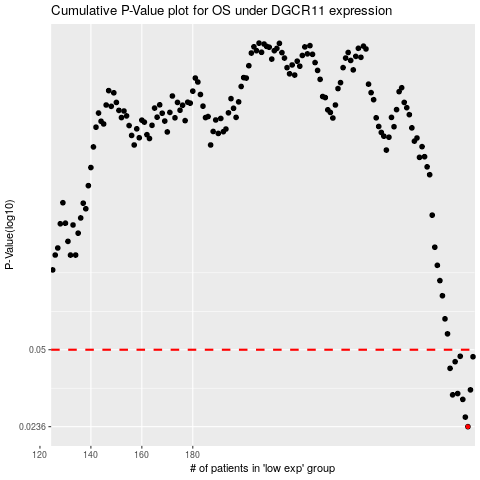 Cumulative P-Value plot for OS under DGCR11 expression
P-Value(log10)
0.05
0.0236
120 140 160 180
# of patients in 'low exp' group